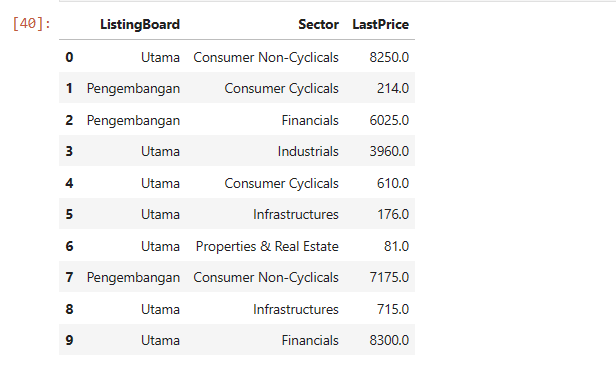 [40]:
ListingBoard Sector LastPrice
0 Utama Consumer Non-Cyclicals 8250.0
1 Pengembangan Consumer Cyclicals 214.0
2 Pengembangan Financials 6025.0
3 Utama Industrials 3960.0
4 Utama Consumer Cyclicals 610.0
5 Utama Infrastructures 176.0
6 Utama Properties & Real Estate 81.0
7 Pengembangan Consumer Non-Cyclicals 7175.0
8 Utama Infrastructures 715.0
9 Utama Financials 8300.0